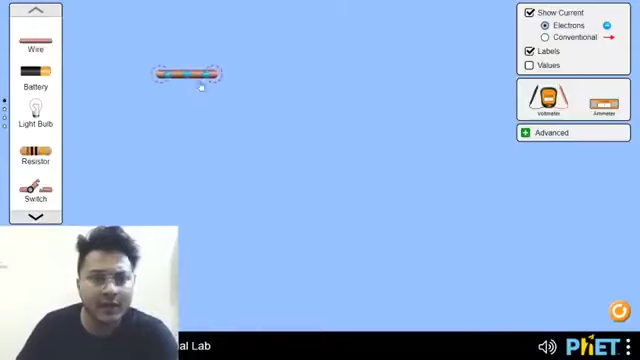 Wire
Battery
Light Bulb
Resistor
Switch
Show Current
Electrons
Conventional
Labels
Values
Voltmeter
Ammeter
Advanced
al Lab
PhET